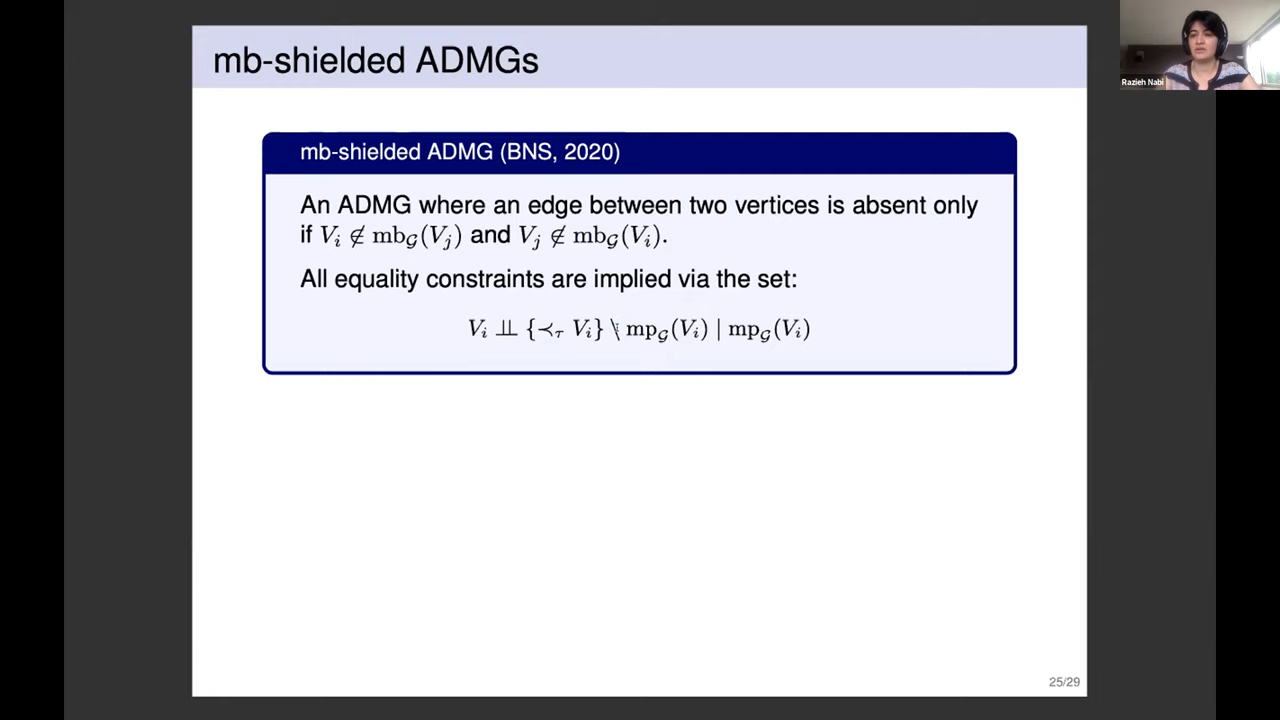 mb-shielded ADMGs
Razieh Nabi
mb-shielded ADMG (BNS, 2020)
An ADMG where an edge between two vertices is absent only
if V_i ∉ mb_G(V_j) and V_j ∉ mb_G(V_i).
All equality constraints are implied via the set:
V_i ⫫ {≺_τ V_i} \ mp_G(V_i) | mp_G(V_i)
25/29